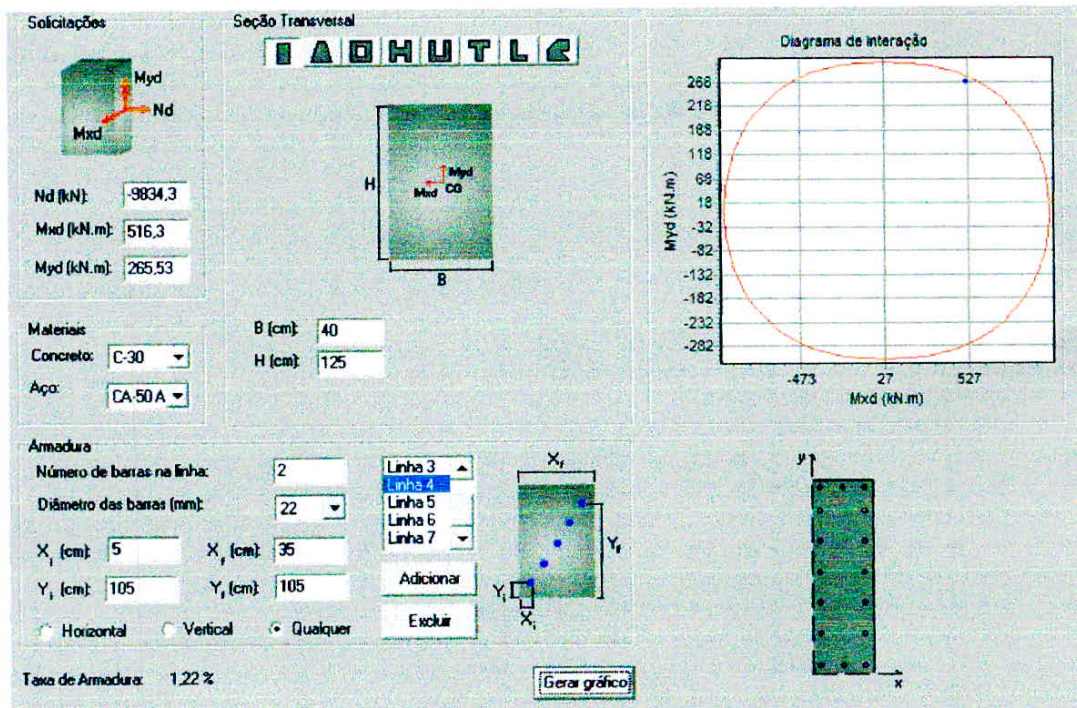 Solicitações
Myd
Nd
Mxd
Nd (kN): -9834,3
Mxd (kN.m): 516,3
Myd (kN.m): 265,53
Seção Transversal
H
Myd
Mxd
CG
B
B (cm): 40
H (cm): 125
Materiais
Concreto: C-30
Aço: CA-50 A
Diagrama de interação
Myd (kN.m)
268
218
168
118
69
18
-32
-82
-132
-182
-232
-282
-473 27 527
Mxd (kN.m)
Armadura
Número de barras na linha: 2
Diâmetro das barras (mm): 22
Xi (cm): 5 Xf (cm): 35
Yi (cm): 105 Yf (cm): 105
Horizontal Vertical Qualquer
Linha 3
Linha 4
Linha 5
Linha 6
Linha 7
Adicionar
Excluir
Xf
Yf
Yi
Xi
y
x
Taxa de Armadura: 1,22 %
Gerar gráfico